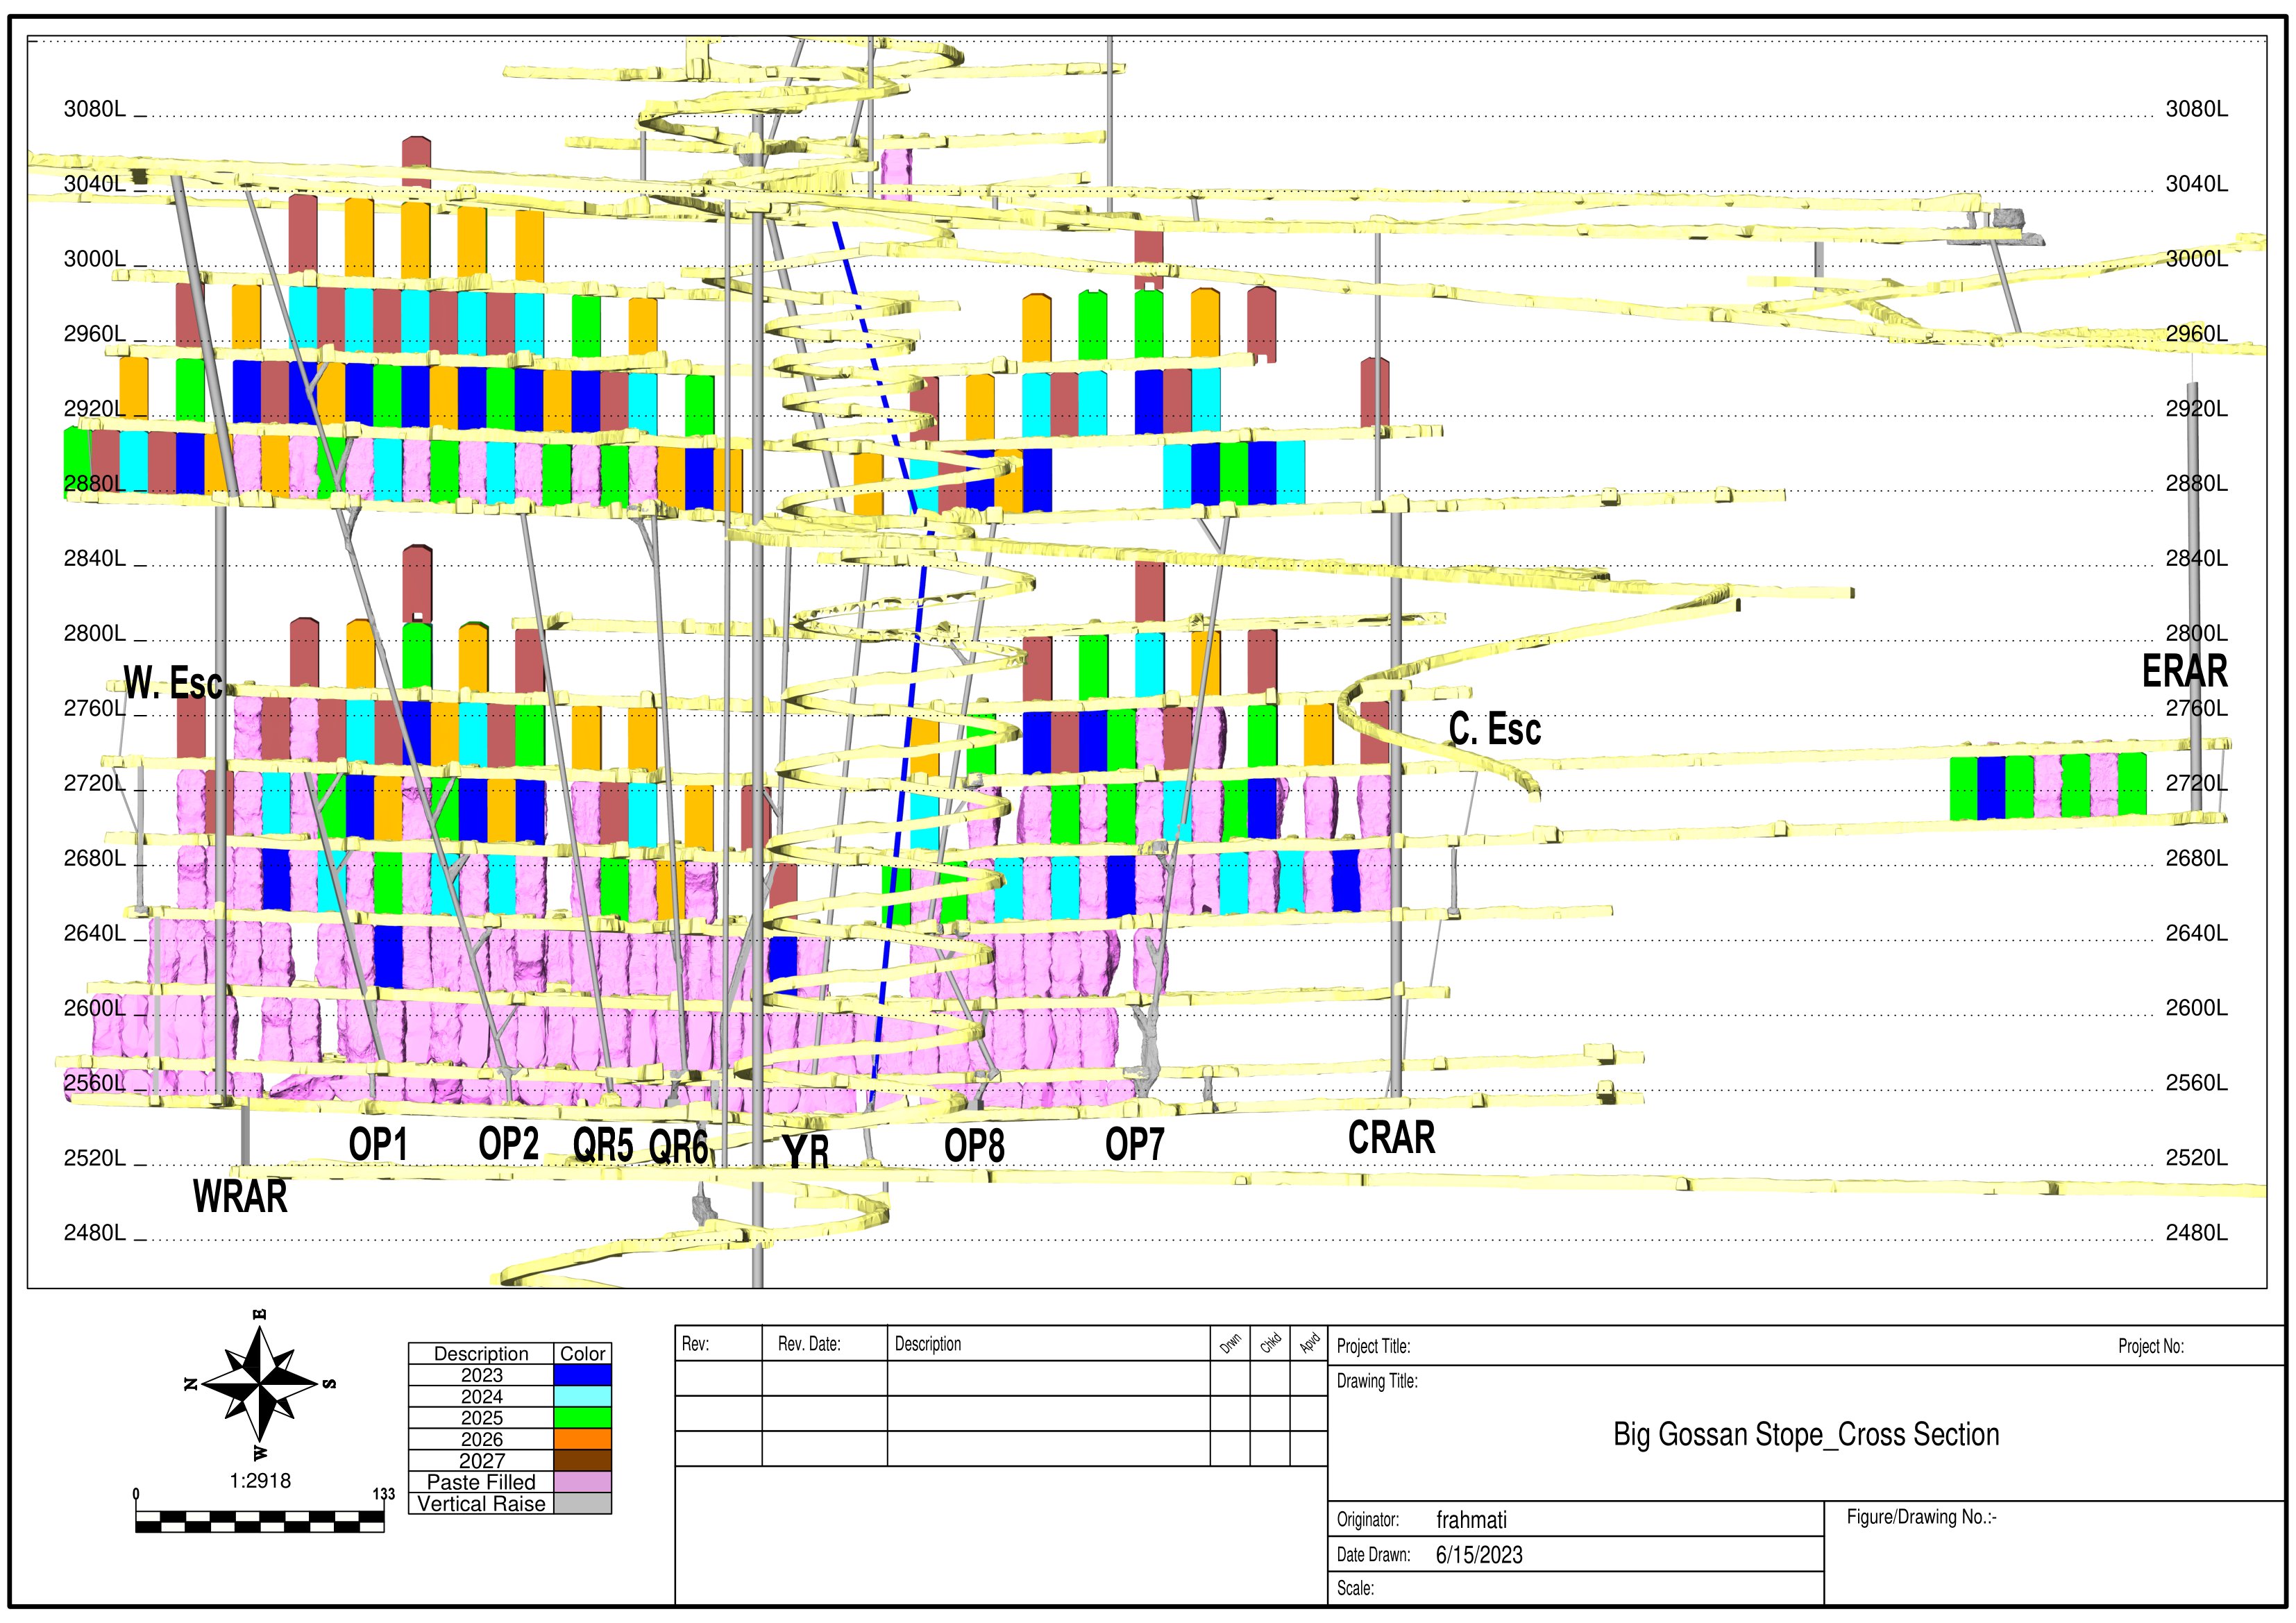 3080L 3080L
3040L 3040L
3000L 3000L
2960L 2960L
2920L 2920L
2880L 2880L
2840L 2840L
2800L 2800L
W. Esc ERAR
2760L 2760L
C. Esc
2720L 2720L
2680L 2680L
2640L 2640L
2600L 2600L
2560L 2560L
OP1 OP2 QR5 QR6 YR OP8 OP7 CRAR
2520L 2520L
WRAR
2480L 2480L
E
N S
W
1:2918
0 133
Description Color
2023
2024
2025
2026
2027
Paste Filled
Vertical Raise
Rev: Rev. Date: Description Drwn Chkd Apvd
Project Title: Project No:
Drawing Title:
Big Gossan Stope_Cross Section
Originator: frahmati
Date Drawn: 6/15/2023
Scale:
Figure/Drawing No.:-